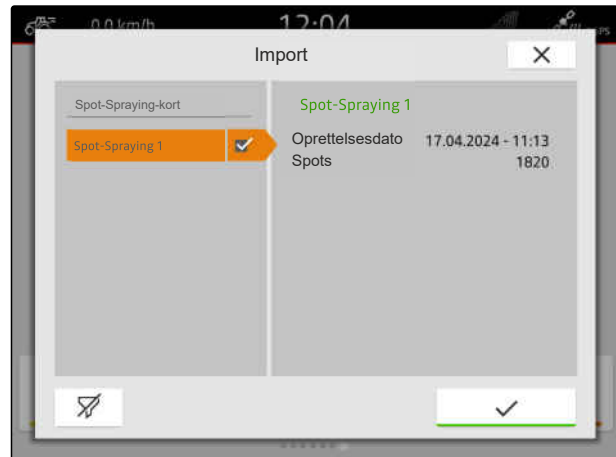 0.0 km/h
12:04
Import
Spot-Spraying-kort
Spot-Spraying 1
Spot-Spraying 1
Oprettelsesdato 17.04.2024 - 11:13
Spots 1820